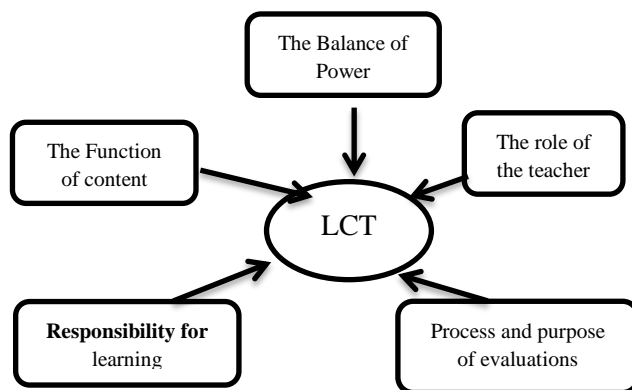 The Balance of
Power
The Function
of content
The role of
the teacher
LCT
Responsibility for
learning
Process and purpose
of evaluations